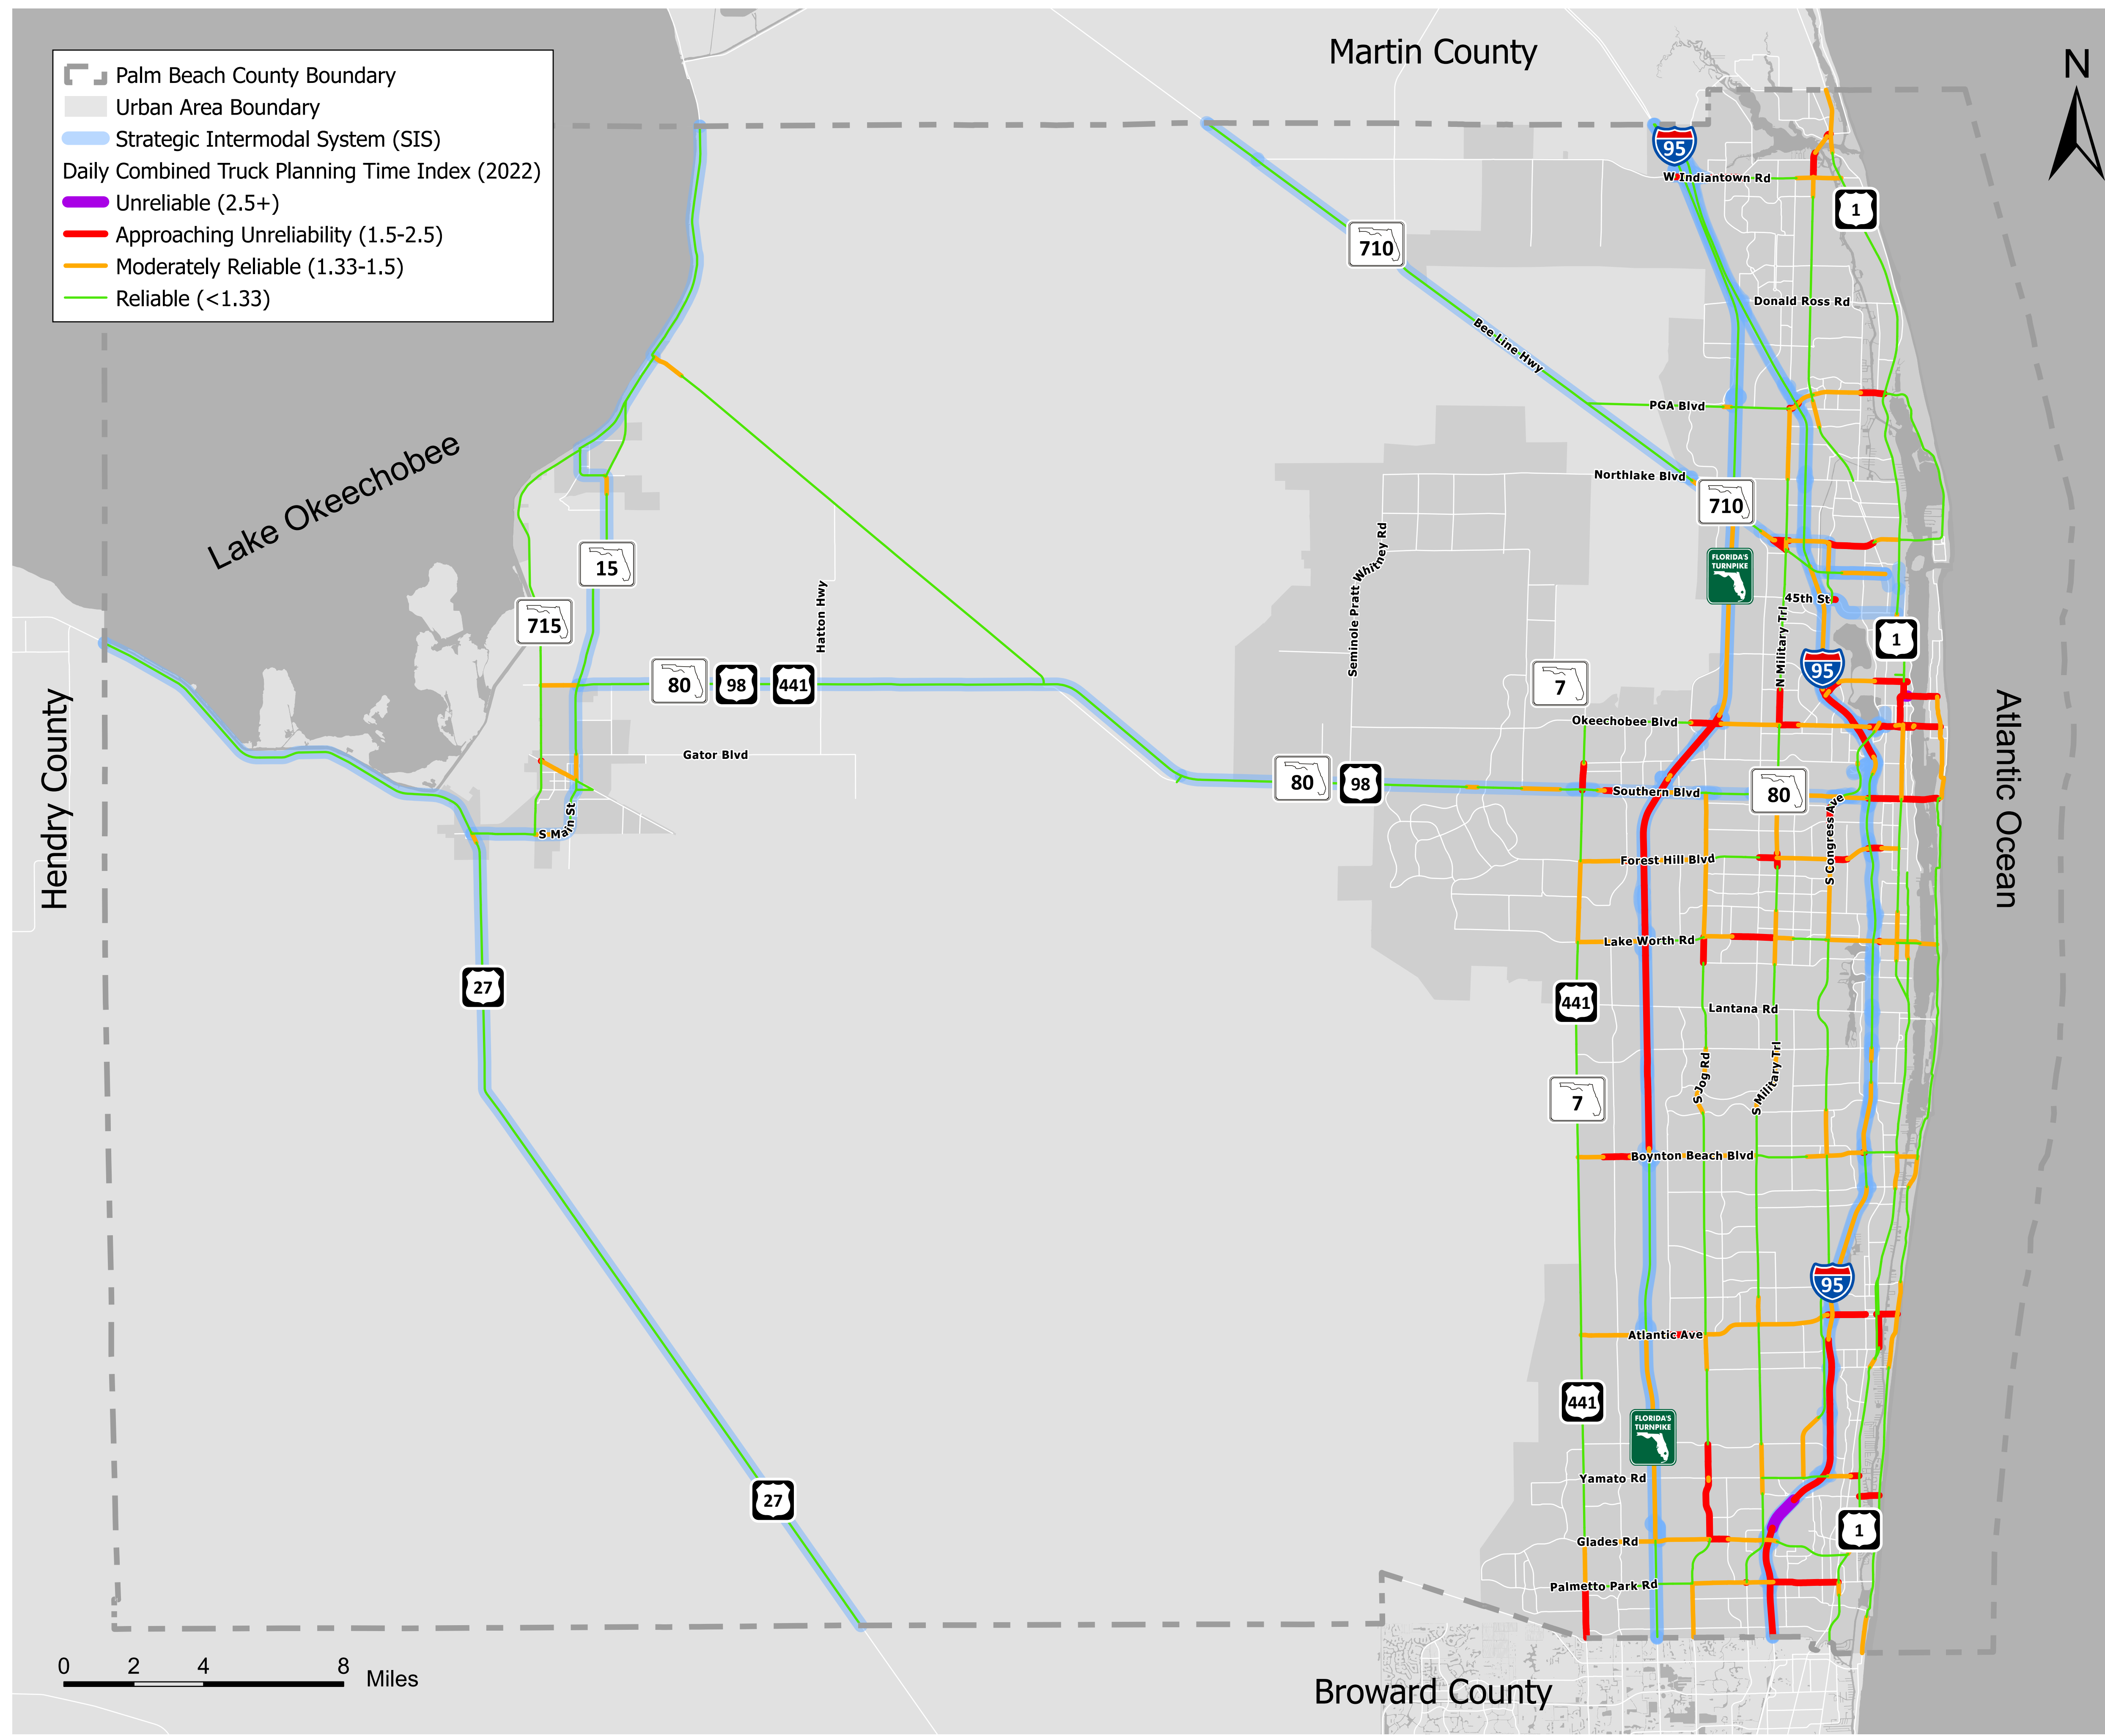 Martin County
N
Palm Beach County Boundary
Urban Area Boundary
Strategic Intermodal System (SIS)
Daily Combined Truck Planning Time Index (2022)
Unreliable (2.5+)
Approaching Unreliability (1.5-2.5)
Moderately Reliable (1.33-1.5)
Reliable (<1.33)
95
W Indiantown Rd
1
710
Donald Ross Rd
Bee Line Hwy
PGA Blvd
Lake Okeechobee
Northlake Blvd
710
Seminole Pratt Whitney Rd
15
FLORIDA'S
TURNPIKE
45th St
715
Hatton Hwy
N Military Trl
1
95
80
98
441
7
Okeechobee Blvd
Gator Blvd
80
98
Southern Blvd
80
Hendry County
Atlantic Ocean
S Main St
S Congress Ave
Forest Hill Blvd
Lake Worth Rd
27
441
Lantana Rd
S Jog Rd
S Military Trl
7
Boynton Beach Blvd
95
Atlantic Ave
441
FLORIDA'S
TURNPIKE
Yamato Rd
27
1
Glades Rd
Palmetto Park Rd
0 2 4 8
Miles
Broward County